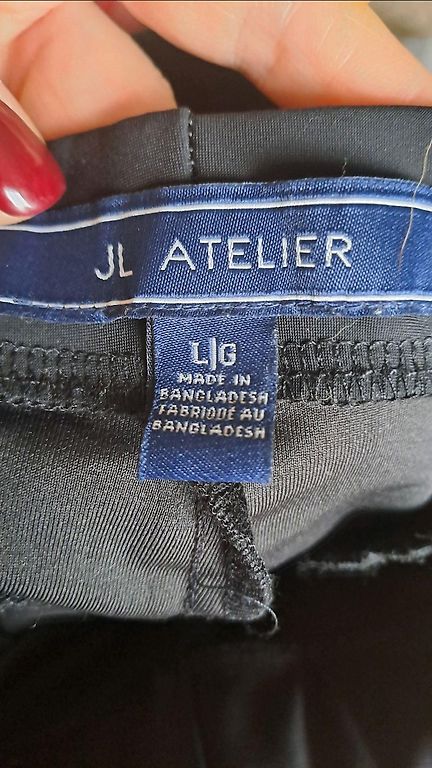 JL ATELIER
L|G
MADE IN
BANGLADESH
FABRIQUÉ AU
BANGLADESH